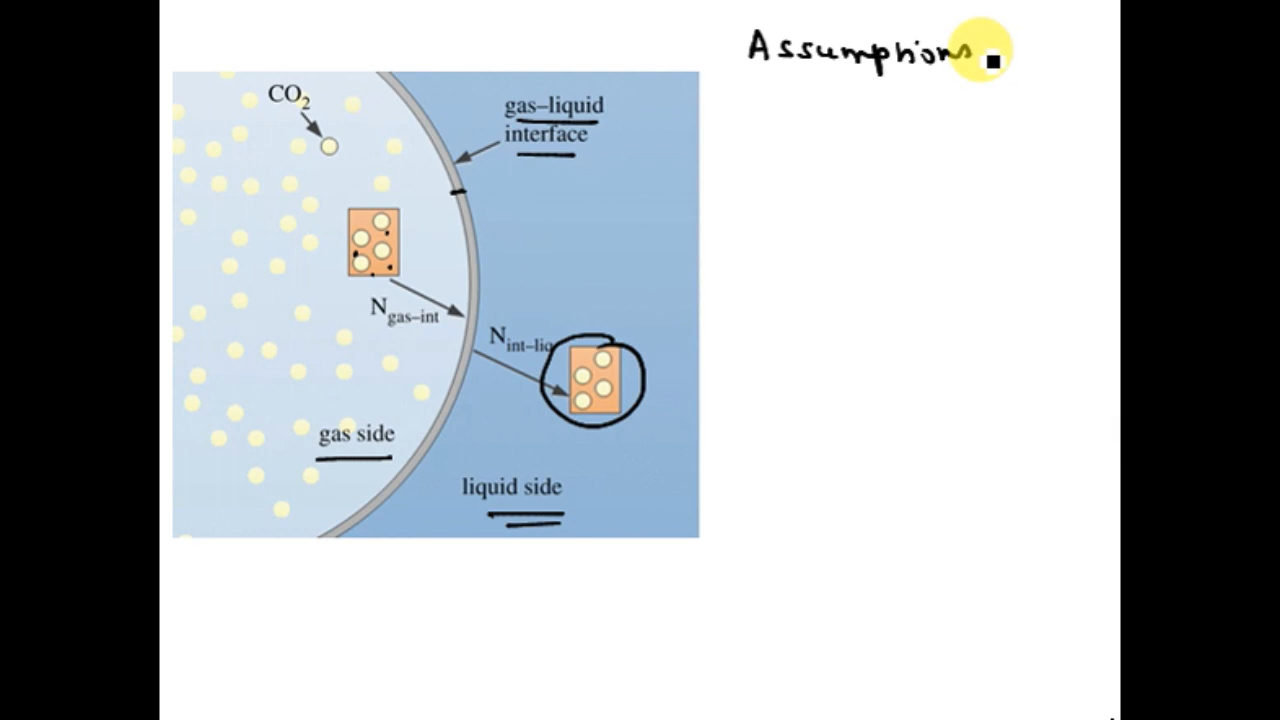 Assumptions
CO2
gas–liquid
interface
Ngas–int
Nint–liq
gas side
liquid side